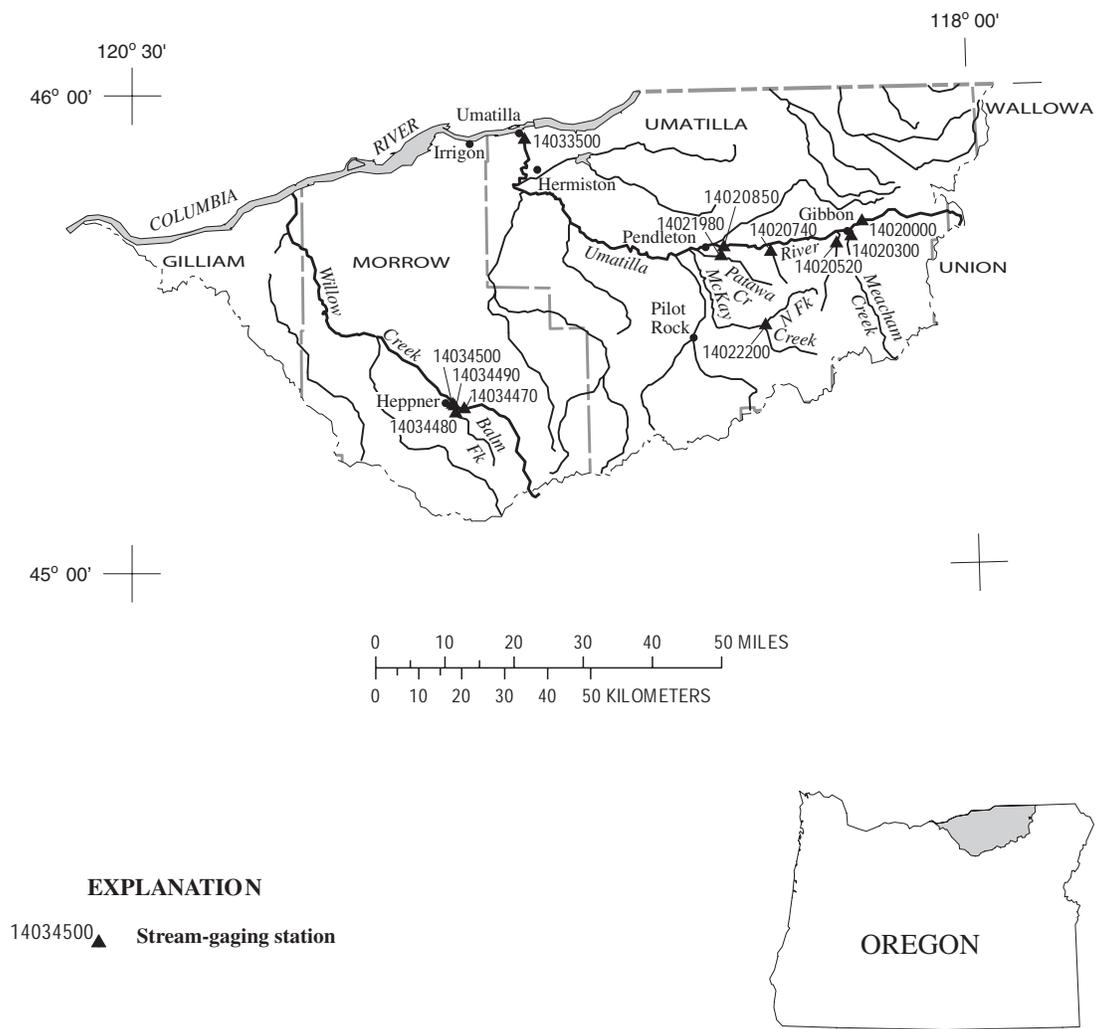 118° 00'
120° 30'
46° 00'
WALLOWA
Umatilla
UMATILLA
14033500
RIVER
Irrigon
Hermiston
COLUMBIA
14020850
14021980
Gibbon
14020740
14020000
Pendleton
River
14020300
GILLIAM
MORROW
Umatilla
14020520
UNION
Patawa
Cr
McKay
Willow
Meacham
Creek
N Fk
Pilot
Rock
Creek
14022200
Creek
14034500
14034490
14034470
Heppner
14034480
Balm
Fk
45° 00'
0 10 20 30 40 50 MILES
0 10 20 30 40 50 KILOMETERS
EXPLANATION
14034500 Stream-gaging station
OREGON